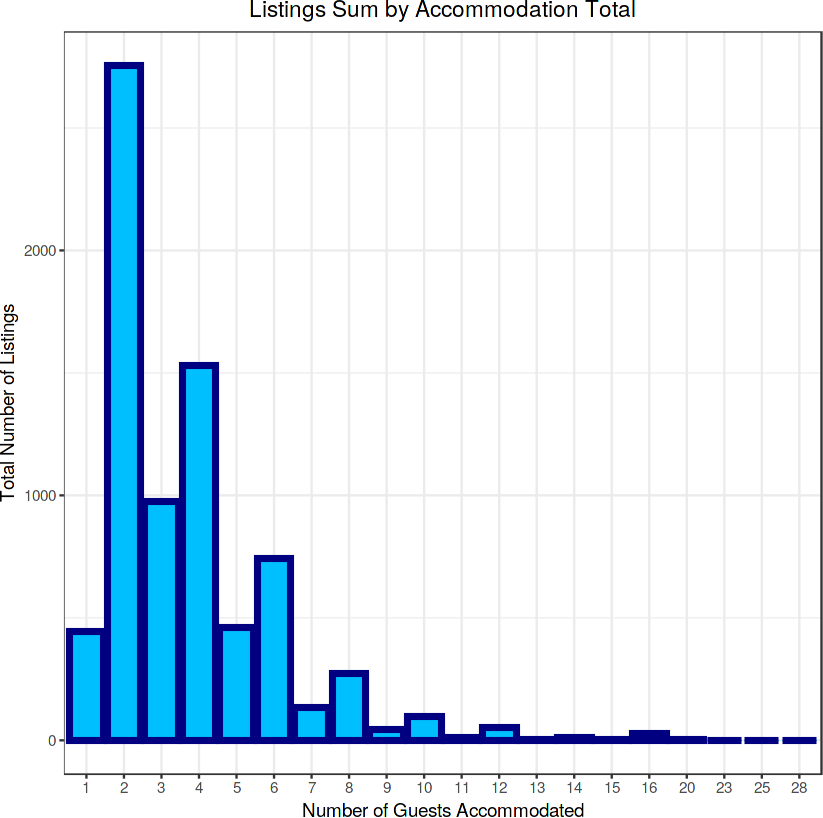 Listings Sum by Accommodation Total
Total Number of Listings
2000
1000
0
1 2 3 4 5 6 7 8 9 10 11 12 13 14 15 16 20 23 25 28
Number of Guests Accommodated